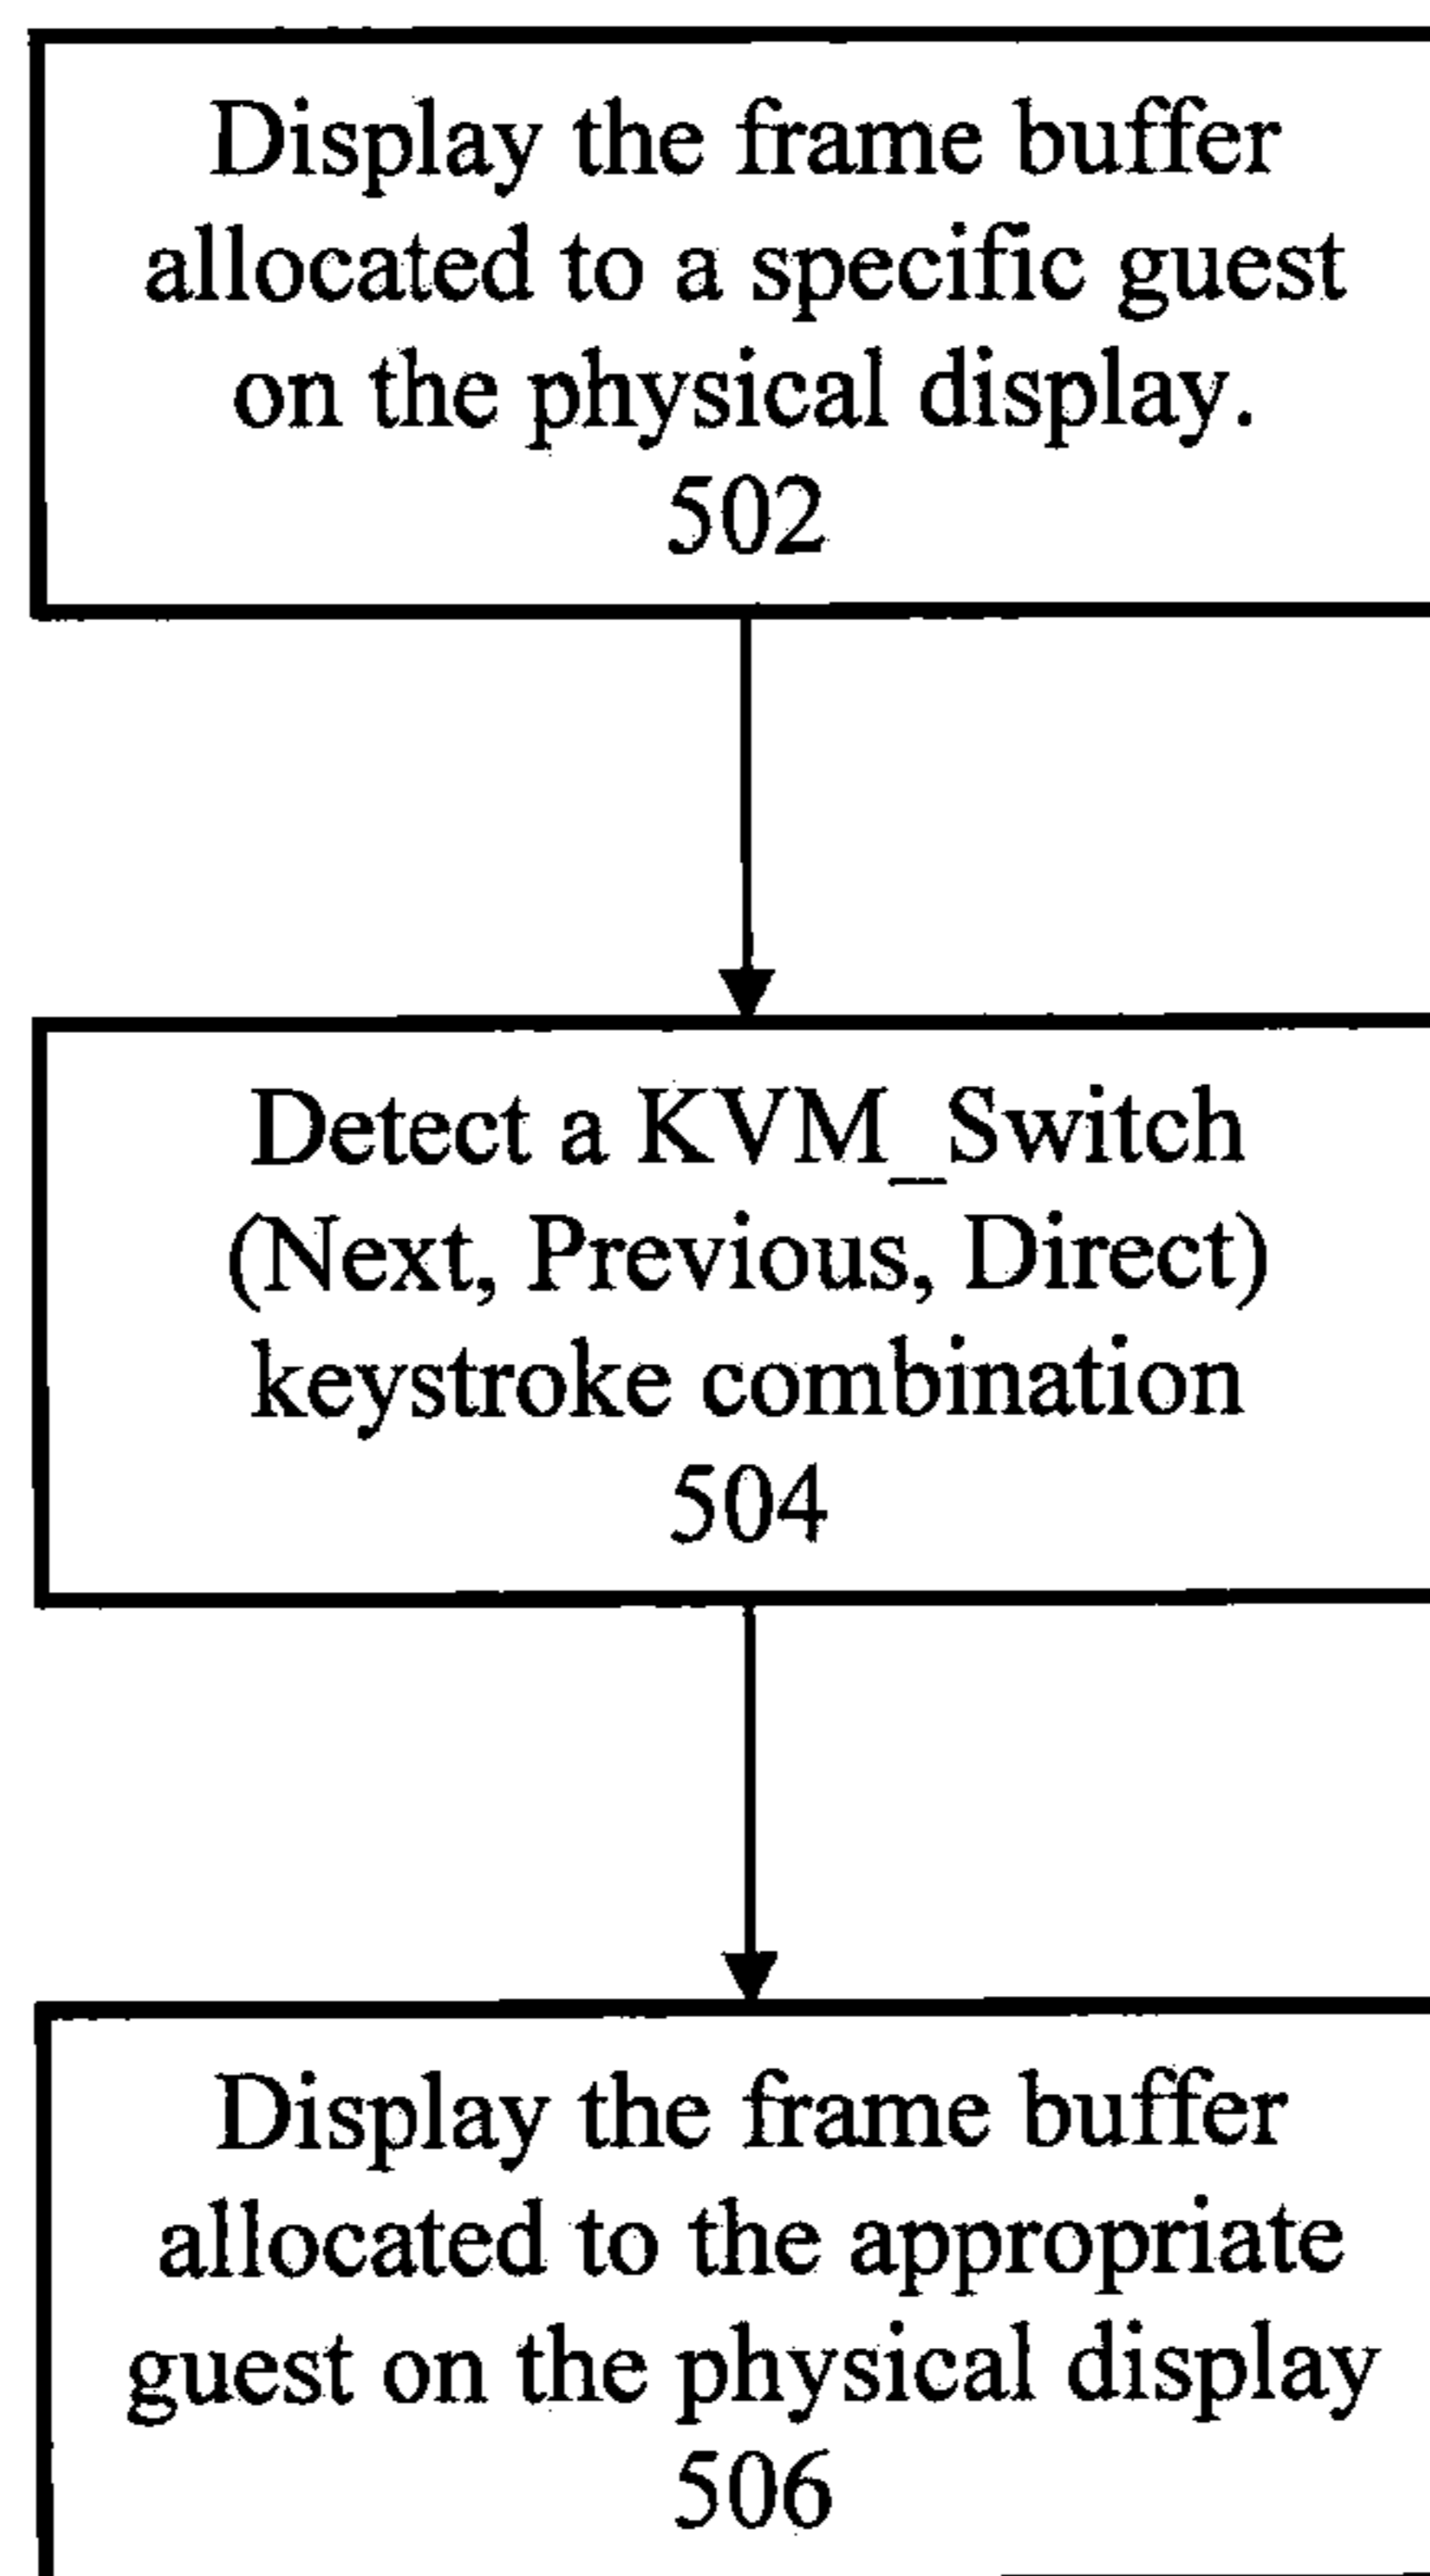 Display the frame buffer
allocated to a specific guest
on the physical display.
502
Detect a KVM_Switch
(Next, Previous, Direct)
keystroke combination
504
Display the frame buffer
allocated to the appropriate
guest on the physical display
506